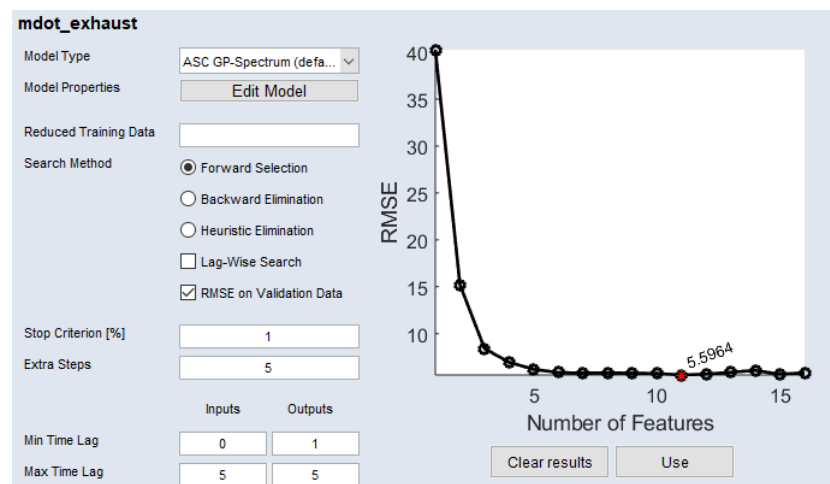 mdot_exhaust
Model Type
ASC GP-Spectrum (defa...
Model Properties
Edit Model
Reduced Training Data
Search Method
Forward Selection
Backward Elimination
Heuristic Elimination
Lag-Wise Search
RMSE on Validation Data
Stop Criterion [%]
1
Extra Steps
5
Inputs Outputs
Min Time Lag
0 1
Max Time Lag
5 5
40
35
30
25
20
15
10
RMSE
5.5964
5 10 15
Number of Features
Clear results Use